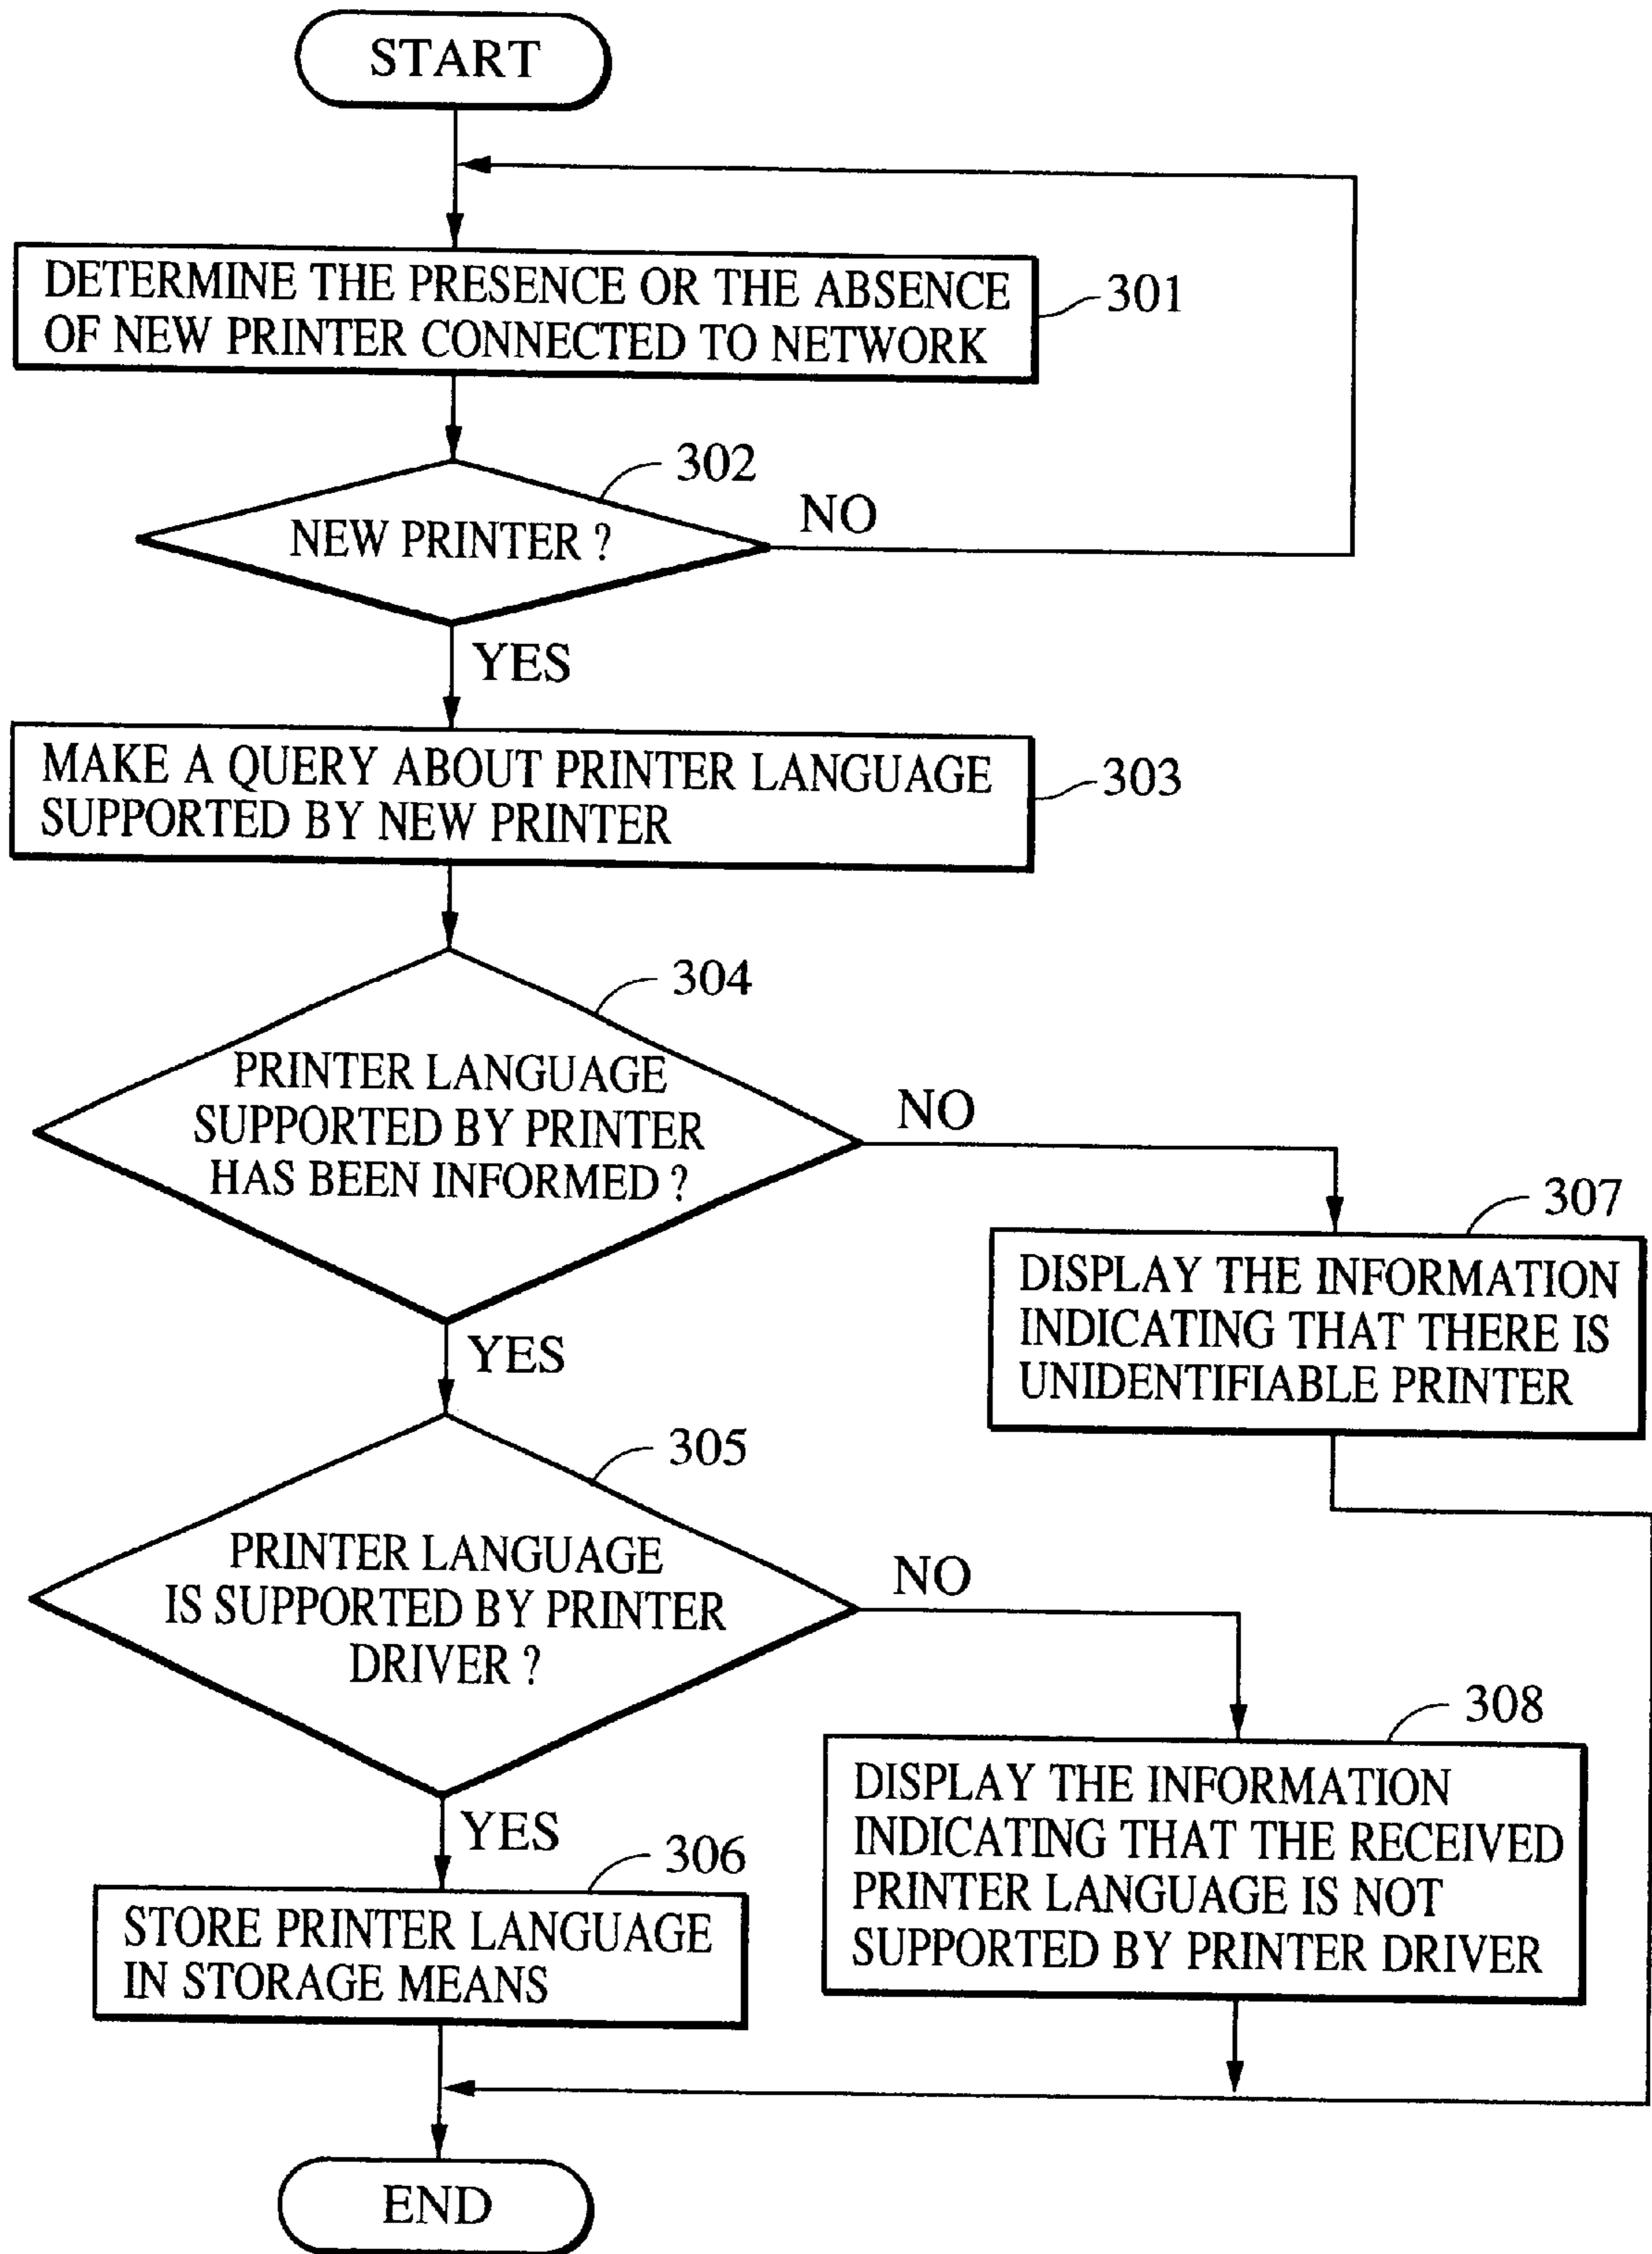 START
DETERMINE THE PRESENCE OR THE ABSENCE
OF NEW PRINTER CONNECTED TO NETWORK
301
302
NEW PRINTER ?
NO
YES
MAKE A QUERY ABOUT PRINTER LANGUAGE
SUPPORTED BY NEW PRINTER
303
304
PRINTER LANGUAGE
SUPPORTED BY PRINTER
HAS BEEN INFORMED ?
NO
YES
307
DISPLAY THE INFORMATION
INDICATING THAT THERE IS
UNIDENTIFIABLE PRINTER
305
PRINTER LANGUAGE
IS SUPPORTED BY PRINTER
DRIVER ?
NO
YES
308
DISPLAY THE INFORMATION
INDICATING THAT THE RECEIVED
PRINTER LANGUAGE IS NOT
SUPPORTED BY PRINTER DRIVER
306
STORE PRINTER LANGUAGE
IN STORAGE MEANS
END